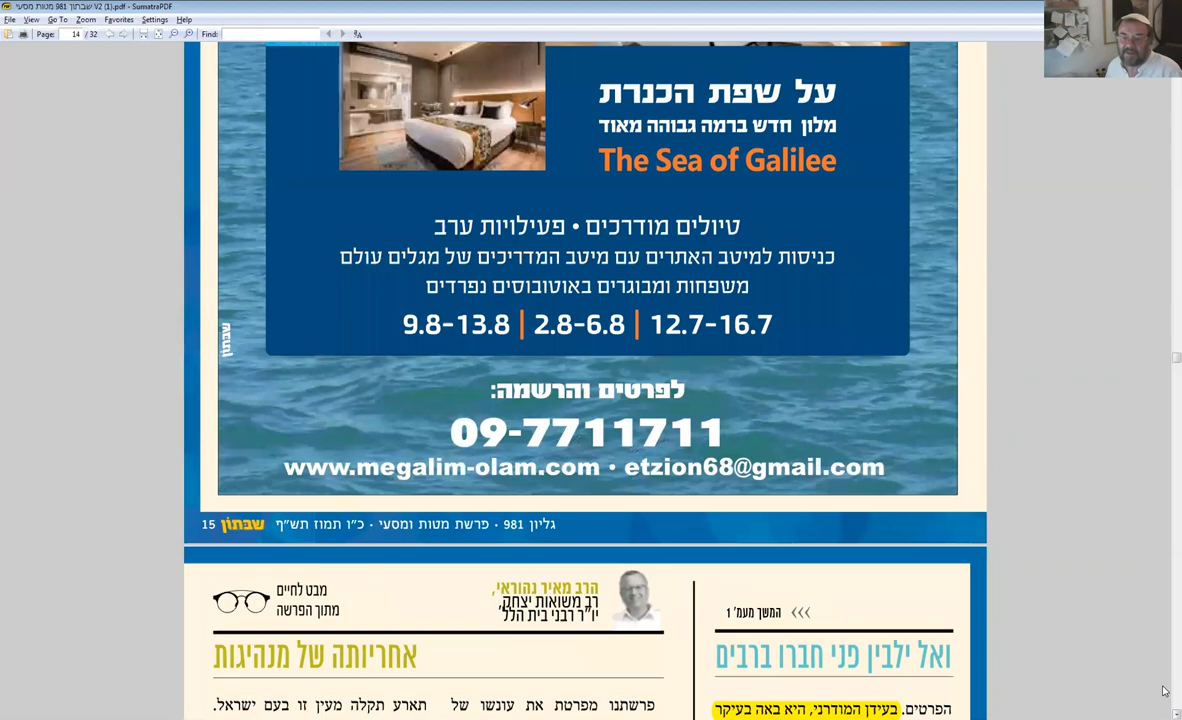 שבתון 981 מטות מסעי V2 (1).pdf - SumatraPDF
File View Go To Zoom Favorites Settings Help
Page: 14 / 32 Find:
על שפת הכנרת
מלון חדש ברמה גבוהה מאוד
The Sea of Galilee
טיולים מודרכים • פעילויות ערב
כניסות למיטב האתרים עם מיטב המדריכים של מגלים עולם
משפחות ומבוגרים באוטובוסים נפרדים
9.8-13.8 | 2.8-6.8 | 12.7-16.7
שבתון
לפרטים והרשמה:
09-7711711
www.megalim-olam.com • etzion68@gmail.com
גליון 981 · פרשת מטות ומסעי · כ"ו תמוז תש"ף שבתון 15
המשך מעמ' 1
ואל ילבין פני חברו ברבים
הפרטים. בעידן המודרני, היא באה בעיקר
הרב מאיר נהוראי,
רב משואות יצחק,
יו"ר רבני בית הלל
מבט לחיים
מתוך הפרשה
אחריותה של מנהיגות
פרשתנו מפרטת את עונשו של
תארע תקלה מעין זו בעם ישראל.